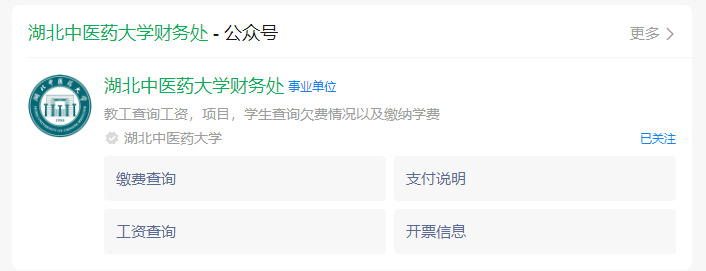 湖北中医药大学财务处 - 公众号
更多
湖北中医药大学财务处 事业单位
教工查询工资，项目，学生查询欠费情况以及缴纳学费
湖北中医药大学
已关注
缴费查询
支付说明
工资查询
开票信息